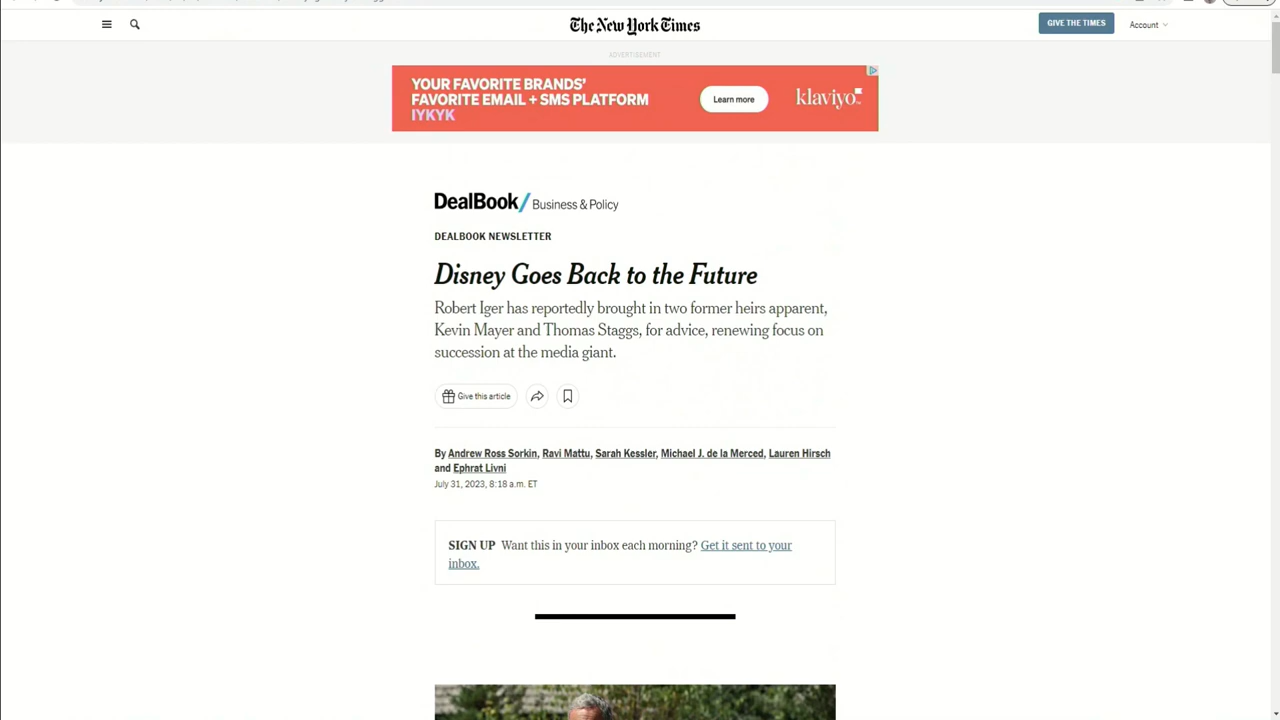 The New York Times
GIVE THE TIMES
Account
ADVERTISEMENT
YOUR FAVORITE BRANDS'
FAVORITE EMAIL + SMS PLATFORM
IYKYK
Learn more
klaviyo
DealBook/ Business & Policy
DEALBOOK NEWSLETTER
Disney Goes Back to the Future
Robert Iger has reportedly brought in two former heirs apparent,
Kevin Mayer and Thomas Staggs, for advice, renewing focus on
succession at the media giant.
Give this article
By Andrew Ross Sorkin, Ravi Mattu, Sarah Kessler, Michael J. de la Merced, Lauren Hirsch
and Ephrat Livni
July 31, 2023, 8:18 a.m. ET
SIGN UP Want this in your inbox each morning? Get it sent to your
inbox.